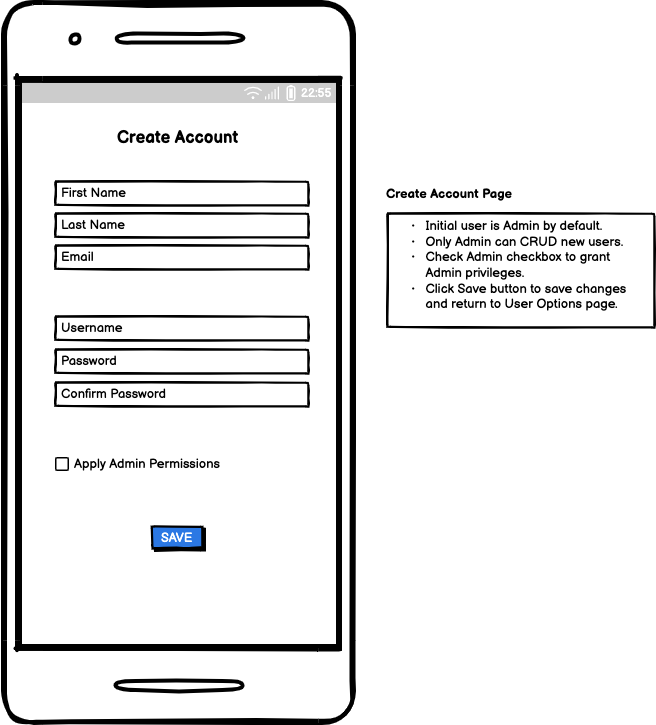 22:55
Create Account
First Name
Last Name
Email
Username
Password
Confirm Password
Apply Admin Permissions
SAVE
Create Account Page
· Initial user is Admin by default.
· Only Admin can CRUD new users.
· Check Admin checkbox to grant
Admin privileges.
· Click Save button to save changes
and return to User Options page.